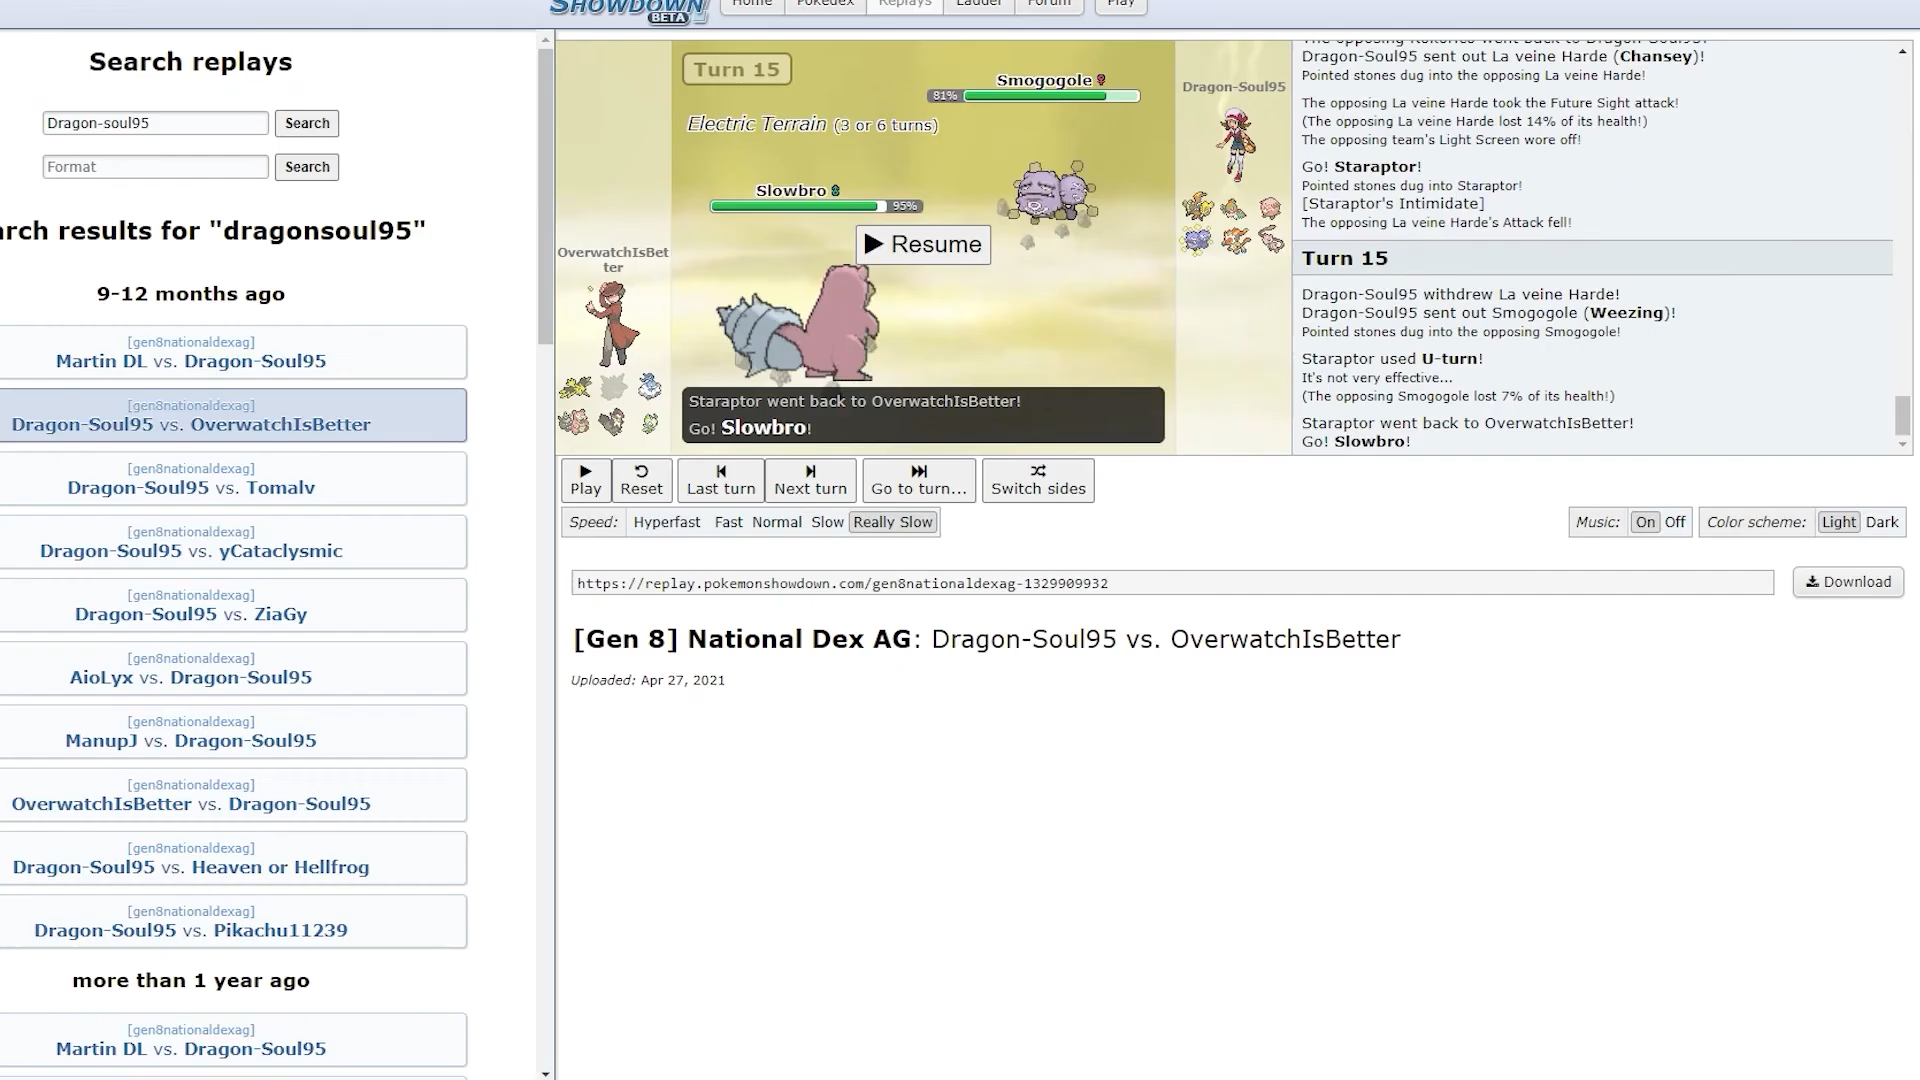 SHOWDOWN
BETA
Home
Pokédex
Replays
Ladder
Forum
Play
Search replays
Dragon-soul95
Search
Format
Search
rch results for "dragonsoul95"
9-12 months ago
[gen8nationaldexag]
Martin DL vs. Dragon-Soul95
[gen8nationaldexag]
Dragon-Soul95 vs. OverwatchIsBetter
[gen8nationaldexag]
Dragon-Soul95 vs. Tomalv
[gen8nationaldexag]
Dragon-Soul95 vs. yCataclysmic
[gen8nationaldexag]
Dragon-Soul95 vs. ZiaGy
[gen8nationaldexag]
AioLyx vs. Dragon-Soul95
[gen8nationaldexag]
ManupJ vs. Dragon-Soul95
[gen8nationaldexag]
OverwatchIsBetter vs. Dragon-Soul95
[gen8nationaldexag]
Dragon-Soul95 vs. Heaven or Hellfrog
[gen8nationaldexag]
Dragon-Soul95 vs. Pikachu11239
more than 1 year ago
[gen8nationaldexag]
Martin DL vs. Dragon-Soul95
OverwatchIsBet
ter
Turn 15
Electric Terrain (3 or 6 turns)
Smogogole
81%
Slowbro
95%
Resume
Staraptor went back to OverwatchIsBetter!
Go! Slowbro!
Dragon-Soul95
Dragon-Soul95 sent out La veine Harde (Chansey)!
Pointed stones dug into the opposing La veine Harde!
The opposing La veine Harde took the Future Sight attack!
(The opposing La veine Harde lost 14% of its health!)
The opposing team's Light Screen wore off!
Go! Staraptor!
Pointed stones dug into Staraptor!
[Staraptor's Intimidate]
The opposing La veine Harde's Attack fell!
Turn 15
Dragon-Soul95 withdrew La veine Harde!
Dragon-Soul95 sent out Smogogole (Weezing)!
Pointed stones dug into the opposing Smogogole!
Staraptor used U-turn!
It's not very effective...
(The opposing Smogogole lost 7% of its health!)
Staraptor went back to OverwatchIsBetter!
Go! Slowbro!
Play
Reset
Last turn
Next turn
Go to turn...
Switch sides
Speed: Hyperfast Fast Normal Slow Really Slow
Music: On Off
Color scheme: Light Dark
https://replay.pokemonshowdown.com/gen8nationaldexag-1329909932
Download
[Gen 8] National Dex AG: Dragon-Soul95 vs. OverwatchIsBetter
Uploaded: Apr 27, 2021